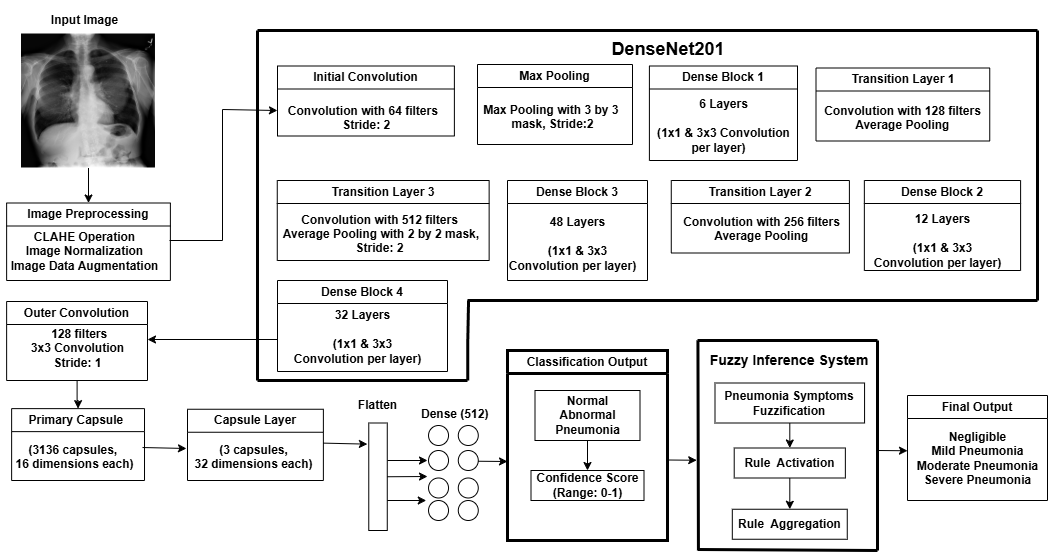 Input Image
DenseNet201
Initial Convolution
Convolution with 64 filters
Stride: 2
Max Pooling
Max Pooling with 3 by 3
mask, Stride:2
Dense Block 1
6 Layers
(1x1 & 3x3 Convolution
per layer)
Transition Layer 1
Convolution with 128 filters
Average Pooling
Image Preprocessing
CLAHE Operation
Image Normalization
Image Data Augmentation
Transition Layer 3
Convolution with 512 filters
Average Pooling with 2 by 2 mask,
Stride: 2
Dense Block 3
48 Layers
(1x1 & 3x3
Convolution per layer)
Transition Layer 2
Convolution with 256 filters
Average Pooling
Dense Block 2
12 Layers
(1x1 & 3x3
Convolution per layer)
Dense Block 4
32 Layers
(1x1 & 3x3
Convolution per layer)
Outer Convolution
128 filters
3x3 Convolution
Stride: 1
Primary Capsule
(3136 capsules,
16 dimensions each)
Capsule Layer
(3 capsules,
32 dimensions each)
Flatten
Dense (512)
Classification Output
Normal
Abnormal
Pneumonia
Confidence Score
(Range: 0-1)
Fuzzy Inference System
Pneumonia Symptoms
Fuzzification
Rule Activation
Rule Aggregation
Final Output
Negligible
Mild Pneumonia
Moderate Pneumonia
Severe Pneumonia